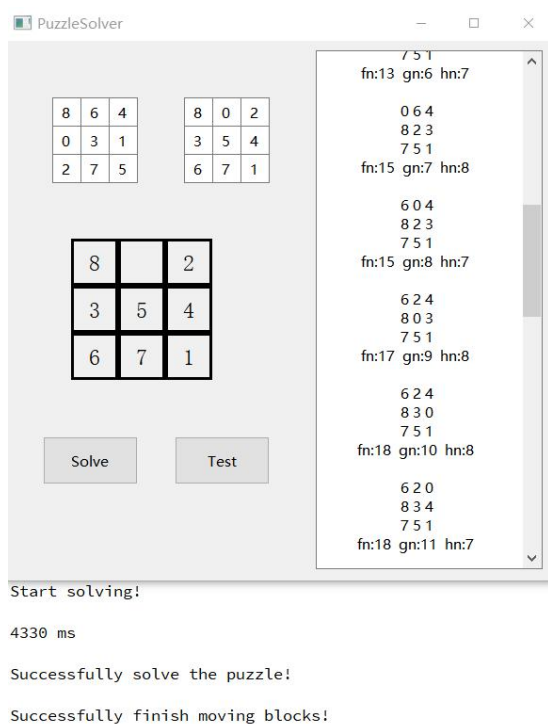 PuzzleSolver
8 6 4
0 3 1
2 7 5
8 0 2
3 5 4
6 7 1
8 2
3 5 4
6 7 1
Solve
Test
7 5 1
fn:13 gn:6 hn:7
0 6 4
8 2 3
7 5 1
fn:15 gn:7 hn:8
6 0 4
8 2 3
7 5 1
fn:15 gn:8 hn:7
6 2 4
8 0 3
7 5 1
fn:17 gn:9 hn:8
6 2 4
8 3 0
7 5 1
fn:18 gn:10 hn:8
6 2 0
8 3 4
7 5 1
fn:18 gn:11 hn:7
Start solving!
4330 ms
Successfully solve the puzzle!
Successfully finish moving blocks!